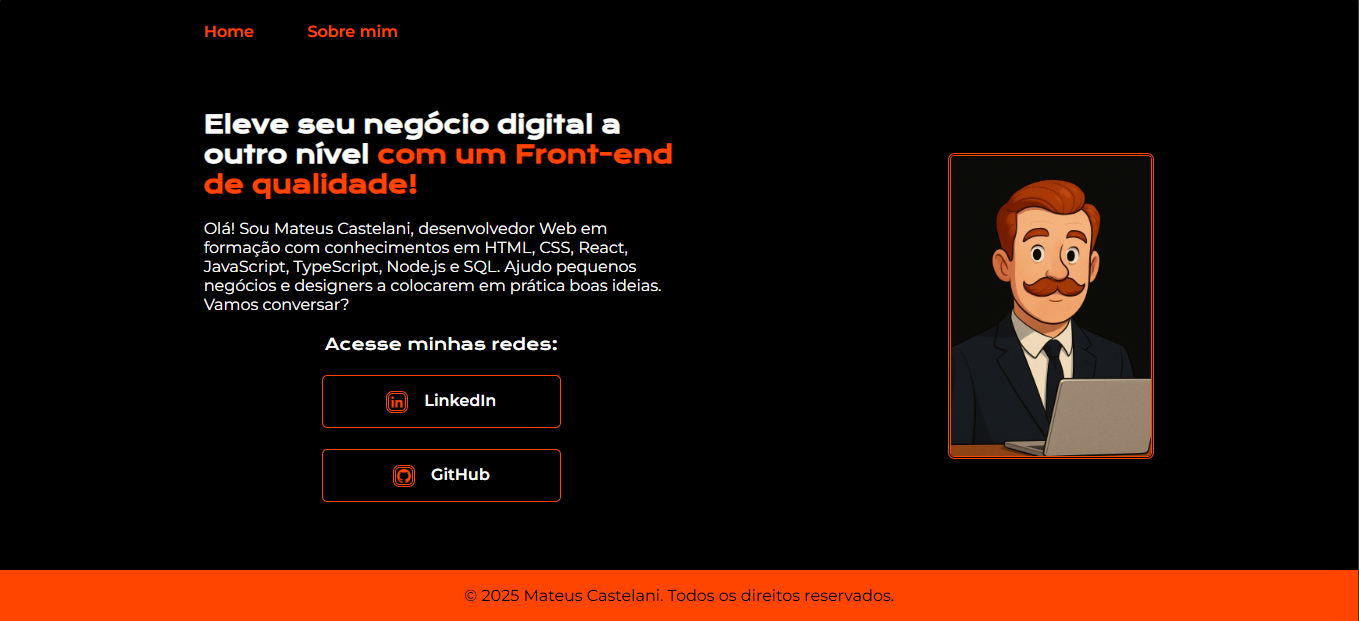 Home
Sobre mim
Eleve seu negócio digital a
outro nível com um Front-end
de qualidade!
Olá! Sou Mateus Castelani, desenvolvedor Web em
formação com conhecimentos em HTML, CSS, React,
JavaScript, TypeScript, Node.js e SQL. Ajudo pequenos
negócios e designers a colocarem em prática boas ideias.
Vamos conversar?
Acesse minhas redes:
in LinkedIn
GitHub
© 2025 Mateus Castelani. Todos os direitos reservados.